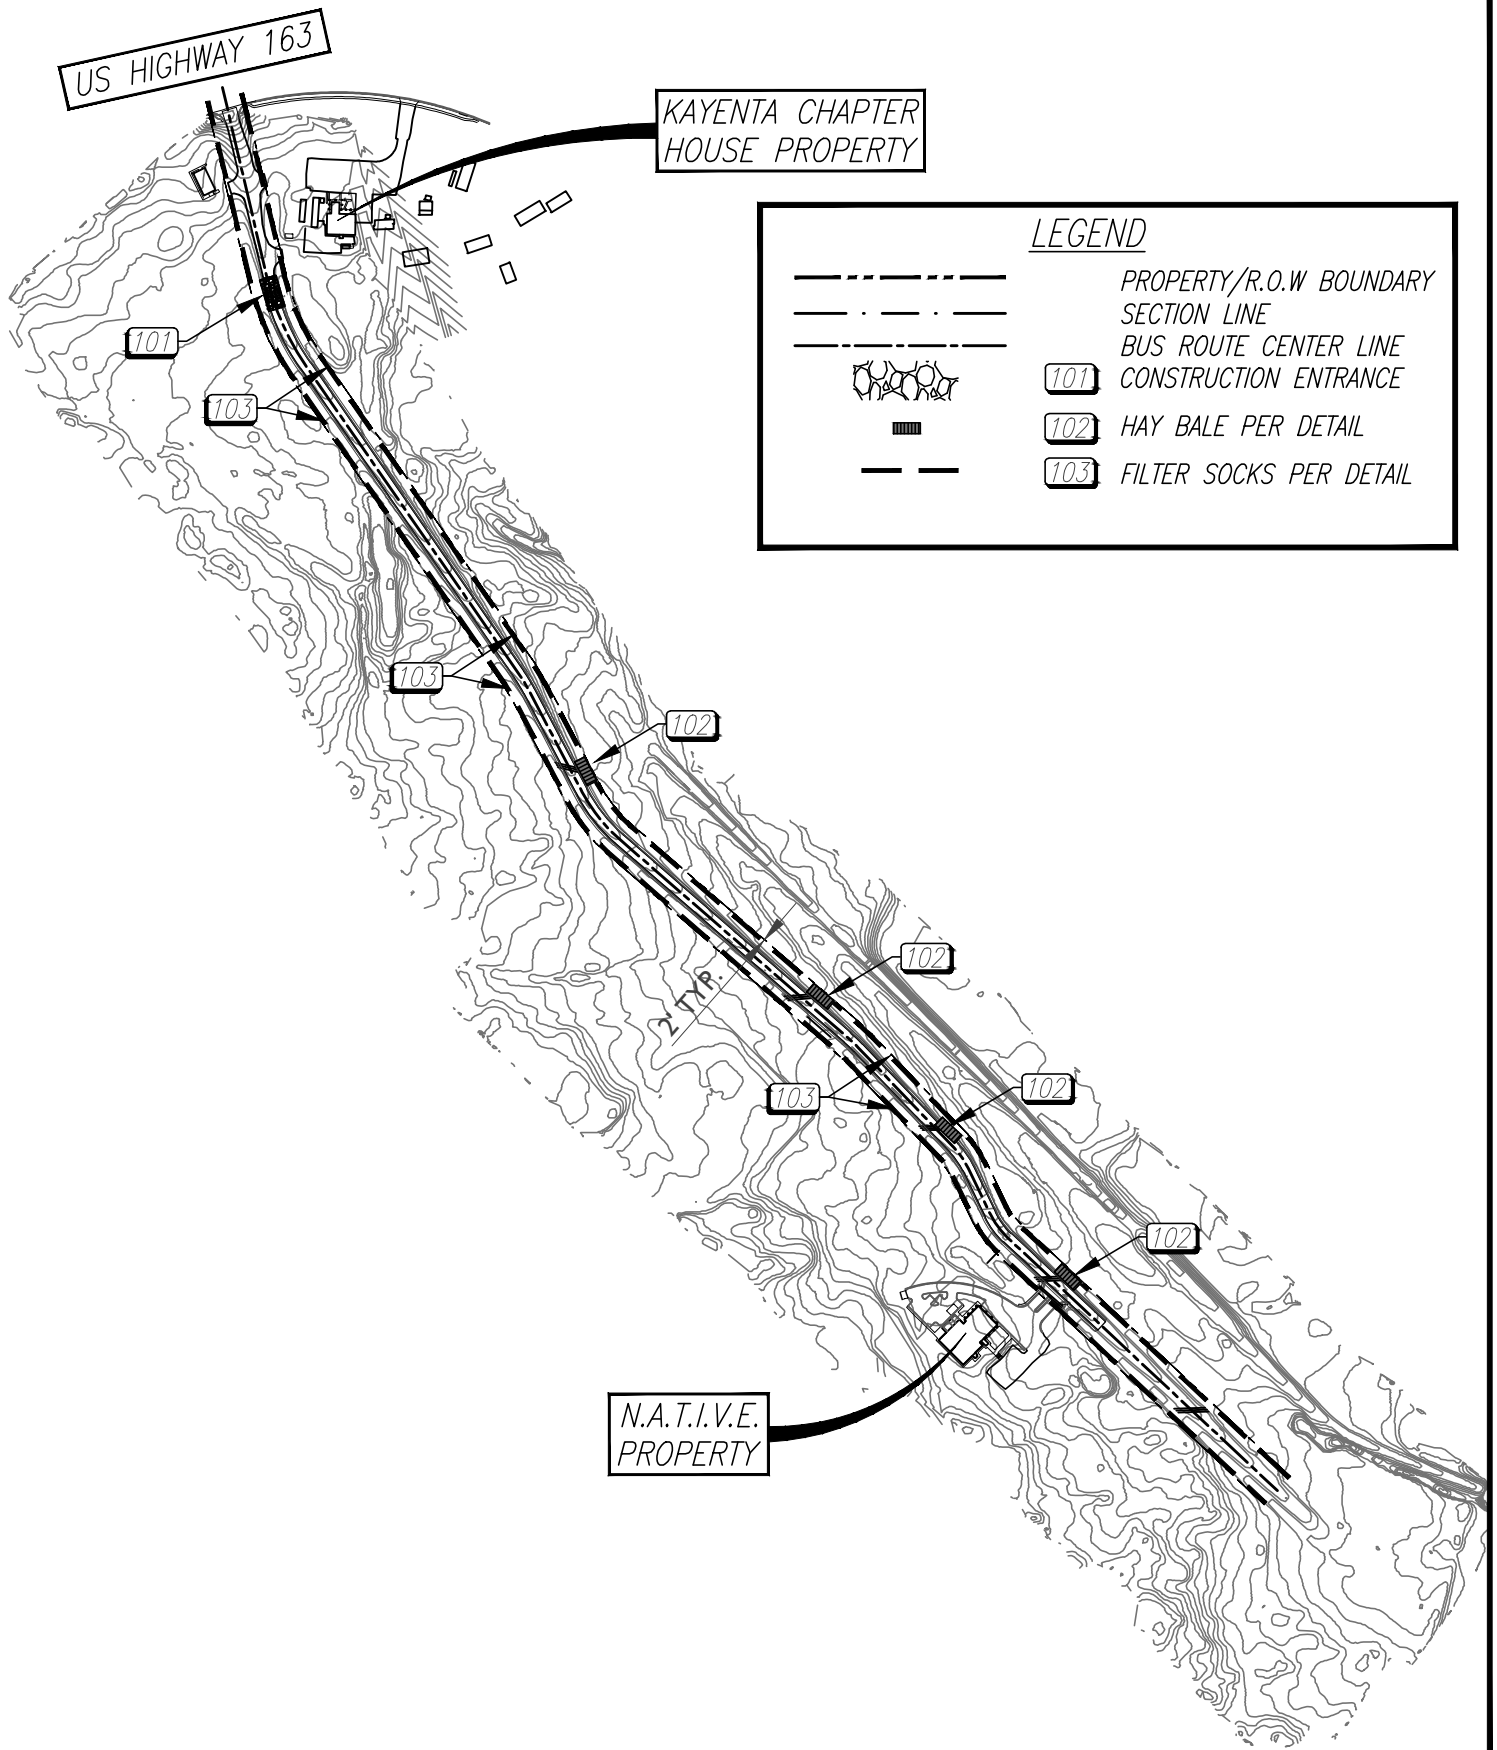 US HIGHWAY 163
KAYENTA CHAPTER
HOUSE PROPERTY
LEGEND
PROPERTY/R.O.W BOUNDARY
SECTION LINE
BUS ROUTE CENTER LINE
101 CONSTRUCTION ENTRANCE
102 HAY BALE PER DETAIL
103 FILTER SOCKS PER DETAIL
101
103
103
102
2' TYP.
102
103
102
102
N.A.T.I.V.E.
PROPERTY